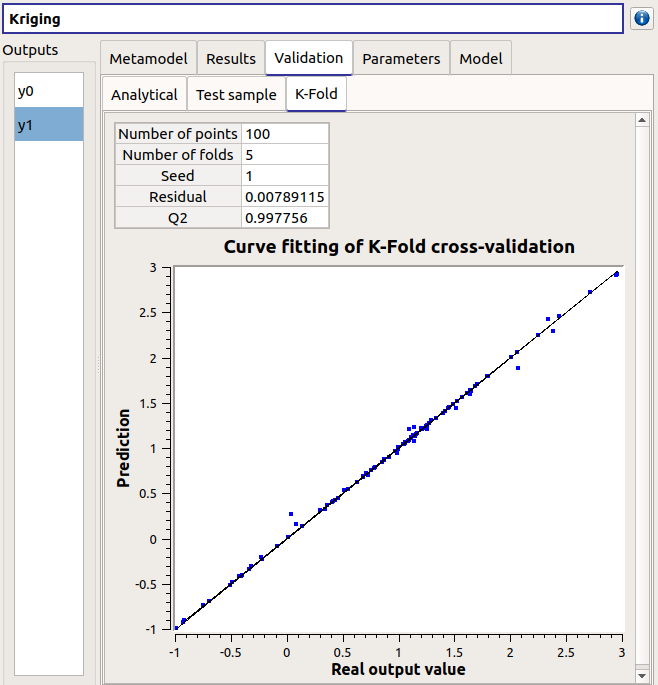 Kriging
Outputs
y0
y1
Metamodel Results Validation Parameters Model
Analytical Test sample K-Fold
Number of points 100
Number of folds 5
Seed 1
Residual 0.00789115
Q2 0.997756
Curve fitting of K-Fold cross-validation
Prediction
3
2.5
2
1.5
1
0.5
0
-0.5
-1
-1 -0.5 0 0.5 1 1.5 2 2.5 3
Real output value